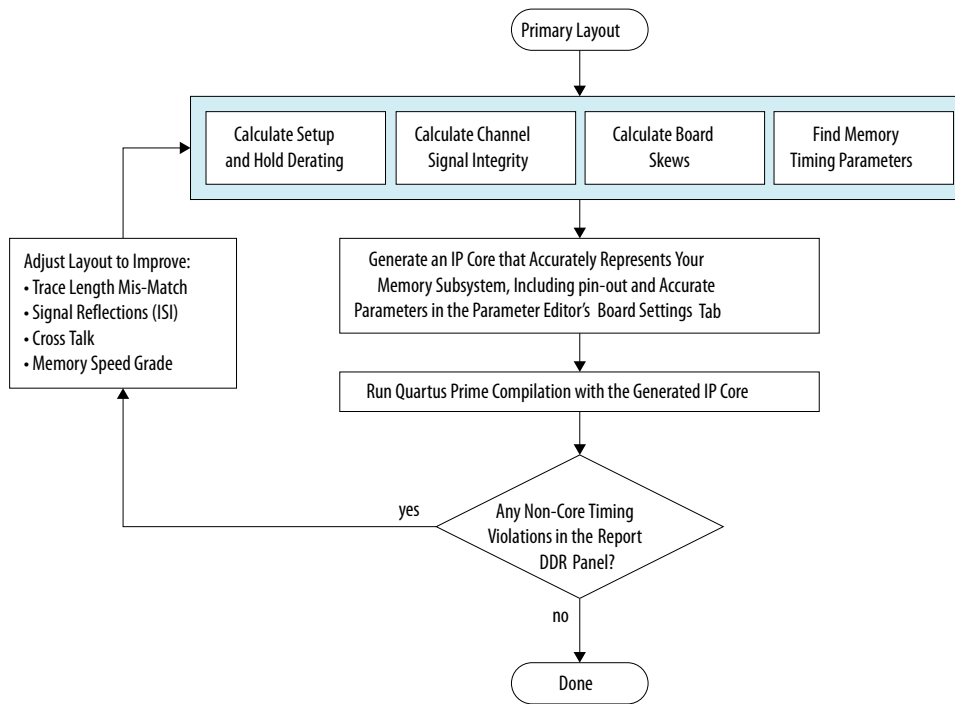 Primary Layout
Calculate Setup
and Hold Derating
Calculate Channel
Signal Integrity
Calculate Board
Skews
Find Memory
Timing Parameters
Generate an IP Core that Accurately Represents Your
Memory Subsystem, Including pin-out and Accurate
Parameters in the Parameter Editor's Board Settings Tab
Adjust Layout to Improve:
• Trace Length Mis-Match
• Signal Reflections (ISI)
• Cross Talk
• Memory Speed Grade
Run Quartus Prime Compilation with the Generated IP Core
yes
Any Non-Core Timing
Violations in the Report
DDR Panel?
no
Done